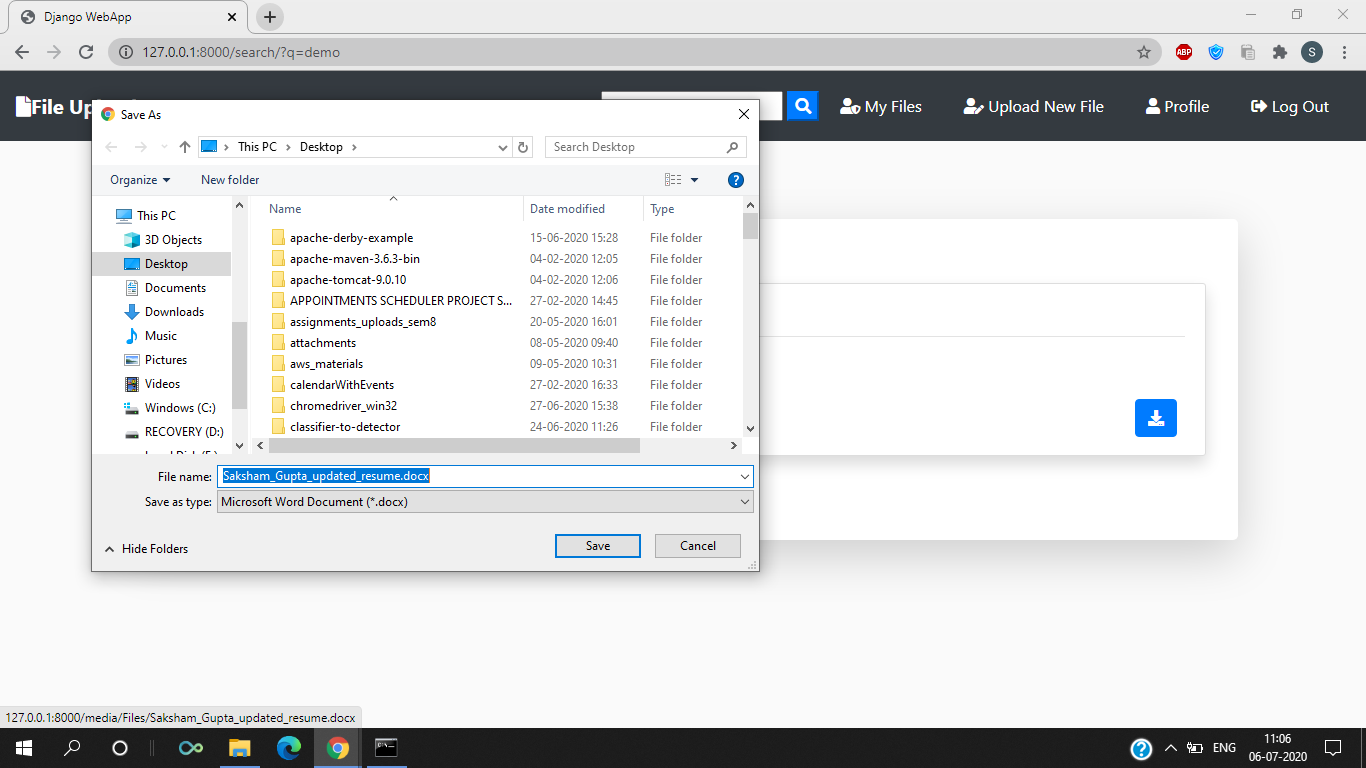 Django WebApp
127.0.0.1:8000/search/?q=demo
ABP
S
File Up
My Files
Upload New File
Profile
Log Out
Save As
This PC
Desktop
Search Desktop
Organize
New folder
?
This PC
3D Objects
Desktop
Documents
Downloads
Music
Pictures
Videos
Windows (C:)
RECOVERY (D:)
Name Date modified Type
apache-derby-example 15-06-2020 15:28 File folder
apache-maven-3.6.3-bin 04-02-2020 12:05 File folder
apache-tomcat-9.0.10 04-02-2020 12:06 File folder
APPOINTMENTS SCHEDULER PROJECT S... 27-02-2020 14:45 File folder
assignments_uploads_sem8 20-05-2020 16:01 File folder
attachments 08-05-2020 09:40 File folder
aws_materials 09-05-2020 10:31 File folder
calendarWithEvents 27-02-2020 16:33 File folder
chromedriver_win32 27-06-2020 15:38 File folder
classifier-to-detector 24-06-2020 11:26 File folder
File name: Saksham_Gupta_updated_resume.docx
Save as type: Microsoft Word Document (*.docx)
Hide Folders
Save
Cancel
127.0.0.1:8000/media/Files/Saksham_Gupta_updated_resume.docx
?
ENG
11:06
06-07-2020